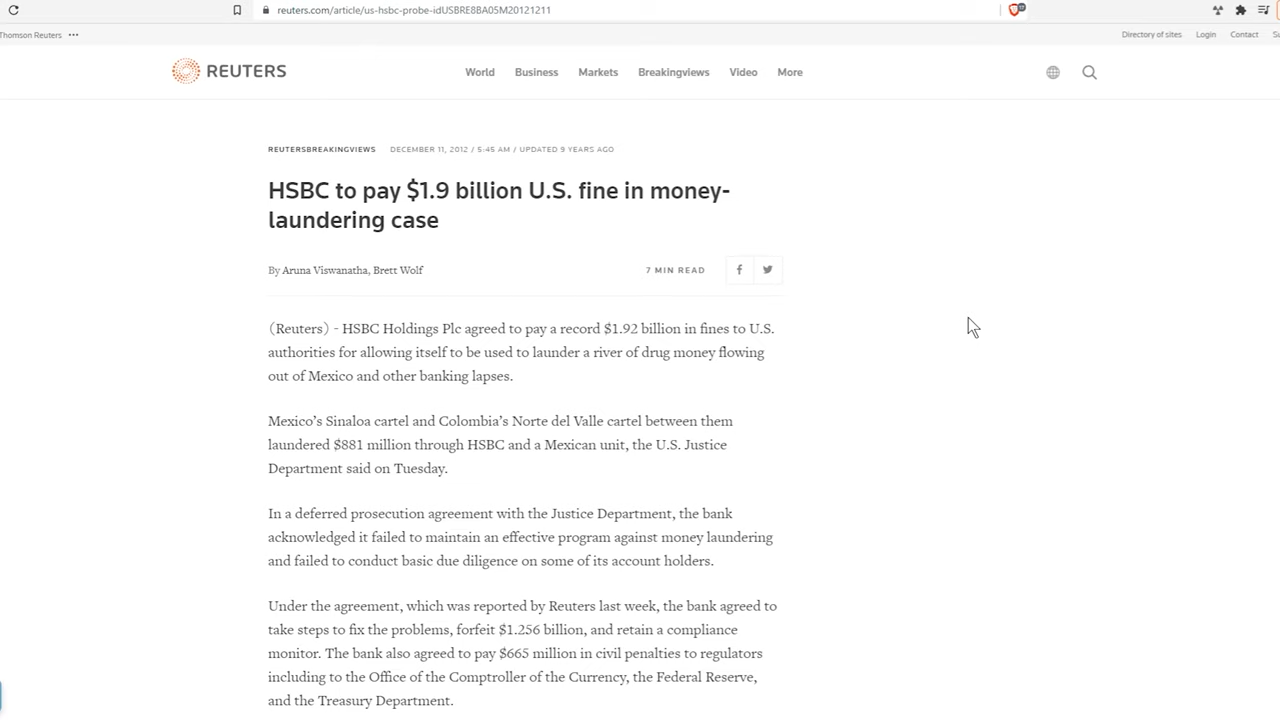 reuters.com/article/us-hsbc-probe-idUSBRE8BA05M20121211
Thomson Reuters •••
Directory of sites Login Contact
REUTERS World Business Markets Breakingviews Video More
REUTERSBREAKINGVIEWS DECEMBER 11, 2012 / 5:45 AM / UPDATED 9 YEARS AGO
HSBC to pay $1.9 billion U.S. fine in money-
laundering case
By Aruna Viswanatha, Brett Wolf 7 MIN READ
(Reuters) - HSBC Holdings Plc agreed to pay a record $1.92 billion in fines to U.S.
authorities for allowing itself to be used to launder a river of drug money flowing
out of Mexico and other banking lapses.
Mexico’s Sinaloa cartel and Colombia’s Norte del Valle cartel between them
laundered $881 million through HSBC and a Mexican unit, the U.S. Justice
Department said on Tuesday.
In a deferred prosecution agreement with the Justice Department, the bank
acknowledged it failed to maintain an effective program against money laundering
and failed to conduct basic due diligence on some of its account holders.
Under the agreement, which was reported by Reuters last week, the bank agreed to
take steps to fix the problems, forfeit $1.256 billion, and retain a compliance
monitor. The bank also agreed to pay $665 million in civil penalties to regulators
including to the Office of the Comptroller of the Currency, the Federal Reserve,
and the Treasury Department.